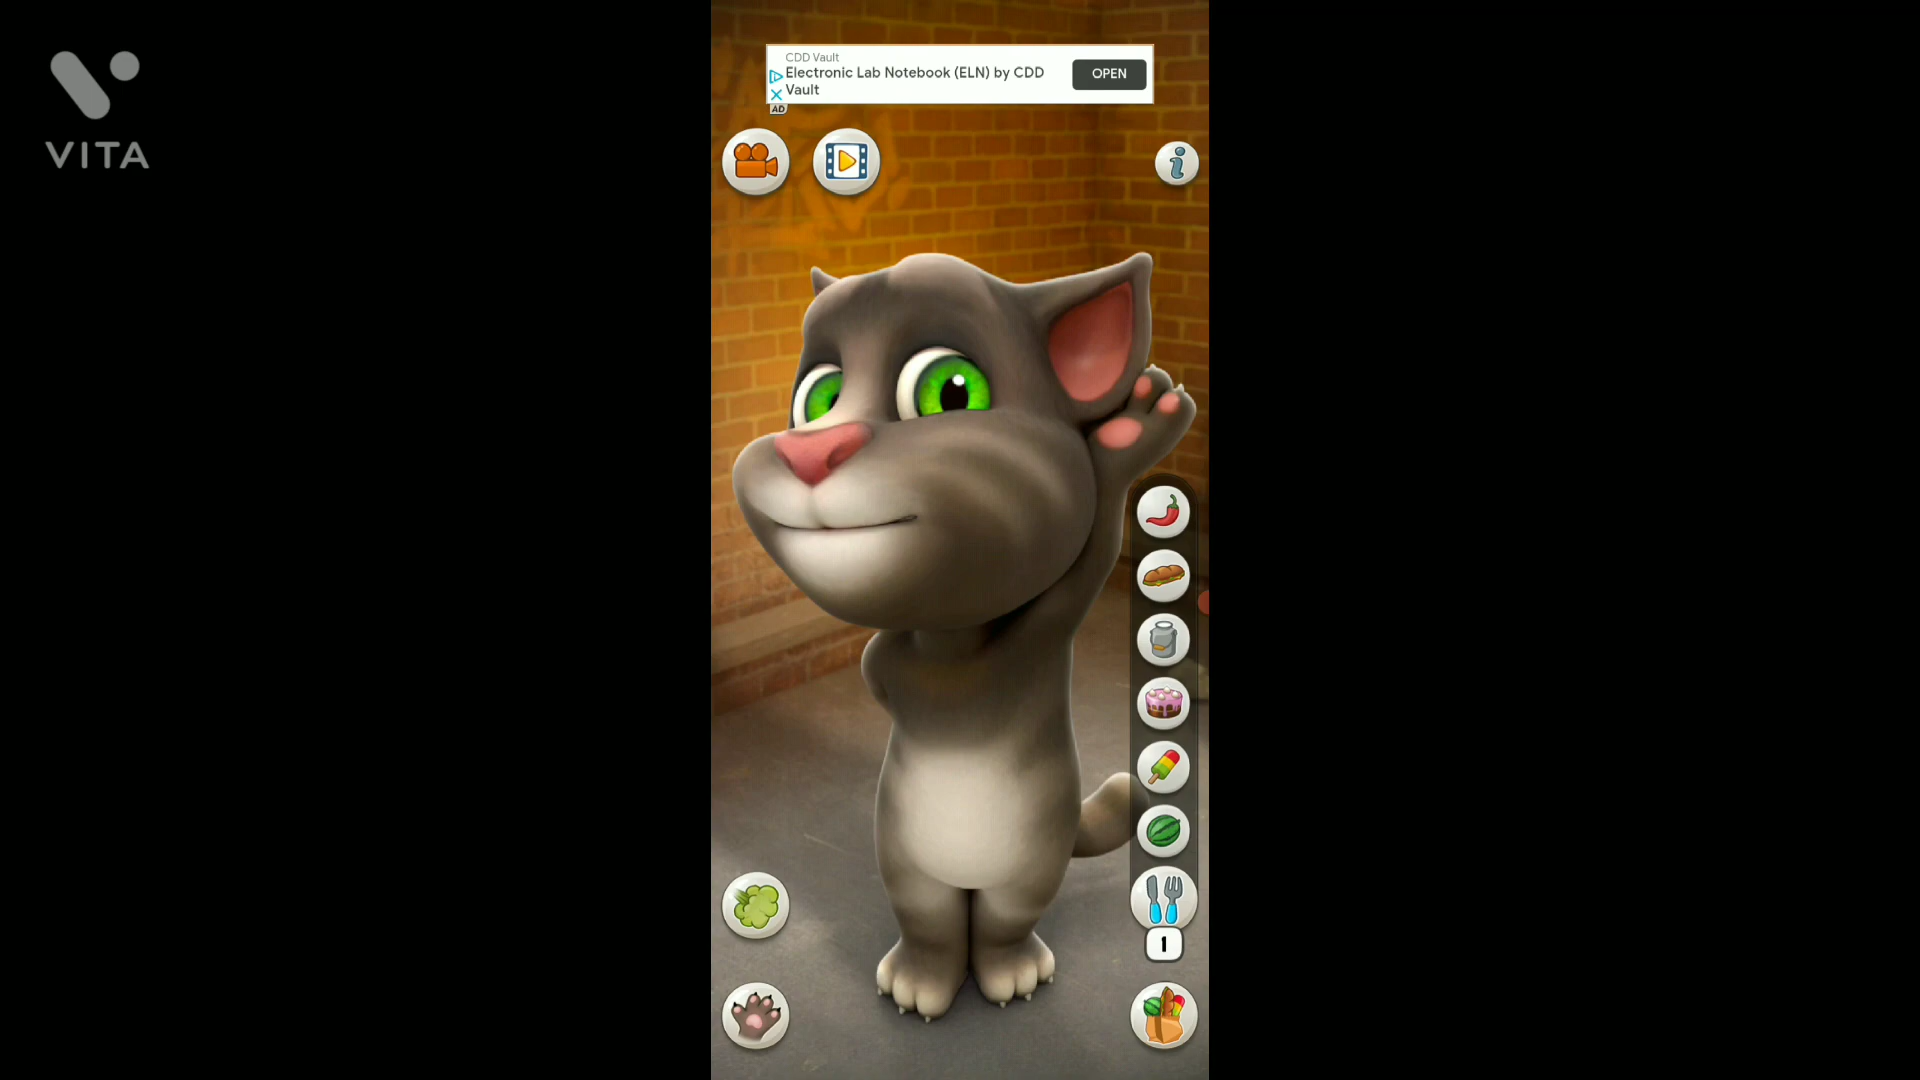 VITA
CDD Vault
Electronic Lab Notebook (ELN) by CDD
Vault
OPEN
AD
1